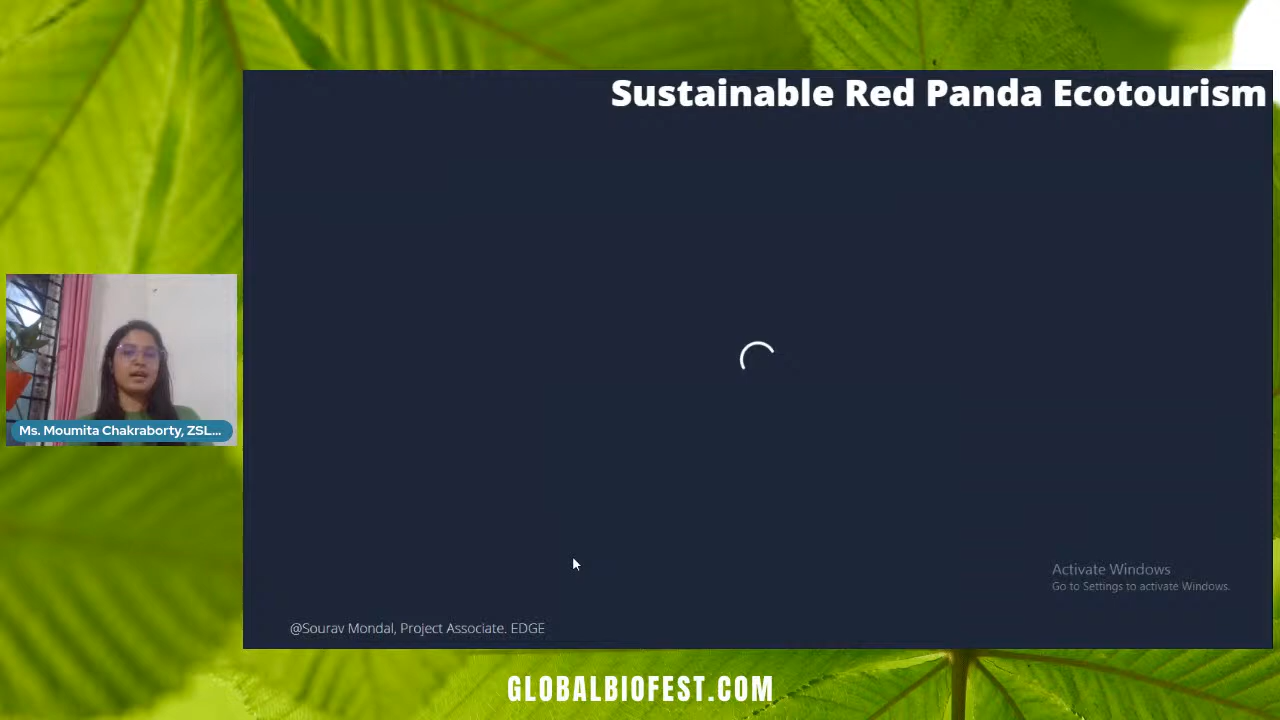 Sustainable Red Panda Ecotourism
Ms. Moumita Chakraborty, ZSL...
Activate Windows
Go to Settings to activate Windows.
@Sourav Mondal, Project Associate. EDGE
GLOBALBIOFEST.COM